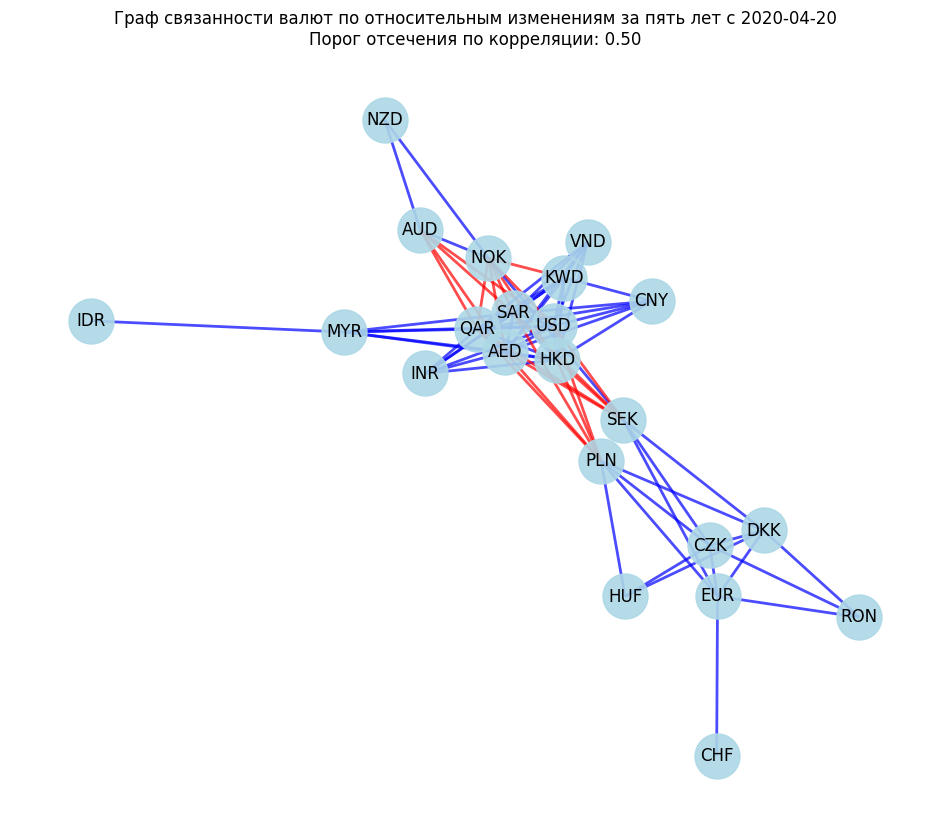 Граф связанности валют по относительным изменениям за пять лет с 2020-04-20
Порог отсечения по корреляции: 0.50
NZD
AUD
VND
NOK
KWD
CNY
SAR
IDR
USD
QAR
MYR
AED
HKD
INR
SEK
PLN
DKK
CZK
HUF
EUR
RON
CHF